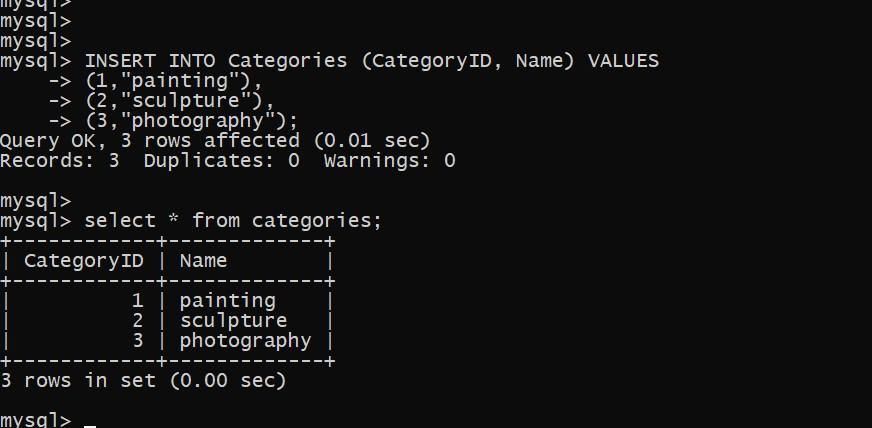 mysql>
mysql>
mysql>
mysql> INSERT INTO Categories (CategoryID, Name) VALUES
    -> (1,"painting"),
    -> (2,"sculpture"),
    -> (3,"photography");
Query OK, 3 rows affected (0.01 sec)
Records: 3  Duplicates: 0  Warnings: 0
mysql>
mysql> select * from categories;
+------------+-------------+
| CategoryID | Name        |
+------------+-------------+
|          1 | painting    |
|          2 | sculpture   |
|          3 | photography |
+------------+-------------+
3 rows in set (0.00 sec)
mysql> _